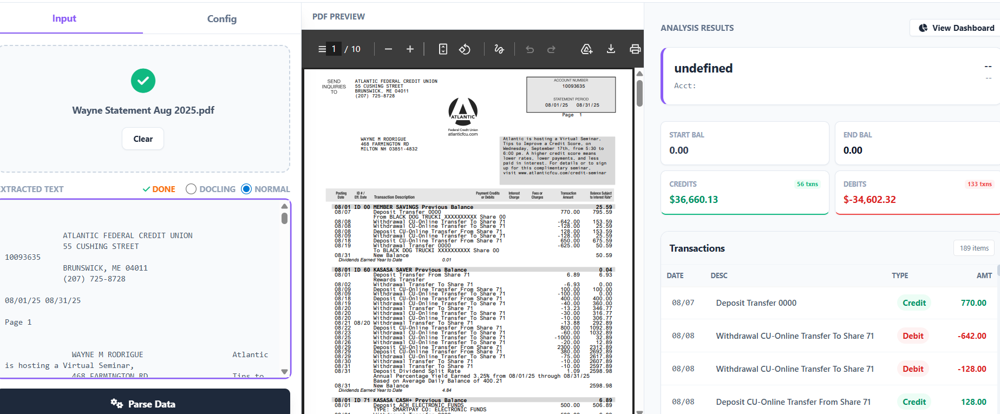 Input
Config
Wayne Statement Aug 2025.pdf
Clear
EXTRACTED TEXT
DONE
DOCLING
NORMAL
ATLANTIC FEDERAL CREDIT UNION
55 CUSHING STREET
10093635
BRUNSWICK, ME 04011
(207) 725-8728
08/01/25 08/31/25
Page 1
WAYNE M RODRIGUE Atlantic
is hosting a Virtual Seminar,
468 FARMINGTON RD Tips to
Parse Data
PDF PREVIEW
1 / 10
SEND
INQUIRIES
TO
ATLANTIC FEDERAL CREDIT UNION
55 CUSHING STREET
BRUNSWICK, ME 04011
(207) 725-8728
ATLANTIC
Federal Credit Union
atlanticfcu.com
ACCOUNT NUMBER
10093635
STATEMENT PERIOD
08/01/25 08/31/25
Page 1
WAYNE M RODRIGUE
468 FARMINGTON RD
MILTON NH 03851-4832
Atlantic is hosting a Virtual Seminar,
Tips to Improve a Credit Score, on
Wednesday, September 17th, from 5:30 to
6:00 pm. A higher credit score means
lower rates, lower payments, and less
paid in interest. For details or to sign
up for this complimentary seminar,
visit www.atlanticfcu.com/credit-seminar
Posting Date ID # / Eff. Date Transaction Description Payment Credits or Debits Interest Charge Fees or Charges Transaction Amount Balance Subject to Interest Rate*
08/01 ID 00 MEMBER SAVINGS Previous Balance 25.59
08/07 Deposit Transfer 0000 770.00 795.59
From BLACK DOG TRUCKI XXXXXXXXXX Share 00
08/08 Withdrawal CU-Online Transfer To Share 71 -642.00 153.59
08/08 Withdrawal CU-Online Transfer To Share 71 -128.00 25.59
08/08 Deposit CU-Online Transfer From Share 71 128.00 153.59
08/09 Withdrawal CU-Online Transfer To Share 71 -128.00 25.59
08/18 Deposit CU-Online Transfer From Share 71 650.00 675.59
08/19 Withdrawal Transfer 0000 -625.00 50.59
To BLACK DOG TRUCKI XXXXXXXXXX Share 00
08/31 New Balance 50.59
Dividends Earned Year to Date 0.01
08/01 ID 60 KASASA SAVER Previous Balance 0.04
08/01 Deposit Transfer From Share 71 6.89 6.93
Rewards Transfer
08/02 Withdrawal Transfer To Share 71 -6.93 0.00
08/09 Deposit CU-Online Transfer From Share 71 100.00 100.00
08/09 Withdrawal CU-Online Transfer To Share 71 -100.00 0.00
08/18 Deposit CU-Online Transfer From Share 71 400.00 400.00
08/19 Withdrawal CU-Online Transfer To Share 71 -40.00 360.00
08/20 Withdrawal Transfer To Share 71 -13.23 346.77
08/20 Withdrawal CU-Online Transfer To Share 71 -30.00 316.77
08/20 Withdrawal Transfer To Share 71 -10.00 306.77
08/21 08/20 Withdrawal Transfer To Share 71 -13.88 292.89
08/22 Deposit CU-Online Transfer From Share 71 800.00 1092.89
08/23 Withdrawal CU-Online Transfer To Share 71 -60.00 1032.89
08/25 Withdrawal CU-Online Transfer To Share 71 -1000.00 32.89
08/26 Withdrawal CU-Online Transfer To Share 71 -20.00 12.89
08/29 Deposit CU-Online Transfer From Share 71 2300.00 2312.89
08/29 Deposit CU-Online Transfer From Share 71 380.00 2692.89
08/29 Withdrawal CU-Online Transfer To Share 71 -75.00 2617.89
08/30 Withdrawal Transfer To Share 71 -10.00 2607.89
08/31 Withdrawal Transfer To Share 71 -10.00 2597.89
08/31 Deposit Dividend Split Rate 1.09 2598.98
Annual Percentage Yield Earned 3.25% from 08/01/25 through 08/31/25
Based on Average Daily Balance of 400.21
08/31 New Balance 2598.98
Dividends Earned Year to Date 4.84
08/01 ID 71 KASASA CASH+ Previous Balance 6.89
08/01 Deposit ACH ELECTRONIC FUNDS 500.00 506.89
TYPE: SMARTPAY CO: ELECTRONIC FUNDS
ANALYSIS RESULTS
View Dashboard
undefined --
Acct: --
START BAL
0.00
END BAL
0.00
CREDITS 56 txns
$36,660.13
DEBITS 133 txns
$-34,602.32
Transactions 189 items
DATE DESC TYPE AMT
08/07 Deposit Transfer 0000 Credit 770.00
08/08 Withdrawal CU-Online Transfer To Share 71 Debit -642.00
08/08 Withdrawal CU-Online Transfer To Share 71 Debit -128.00
08/08 Deposit CU-Online Transfer From Share 71 Credit 128.00